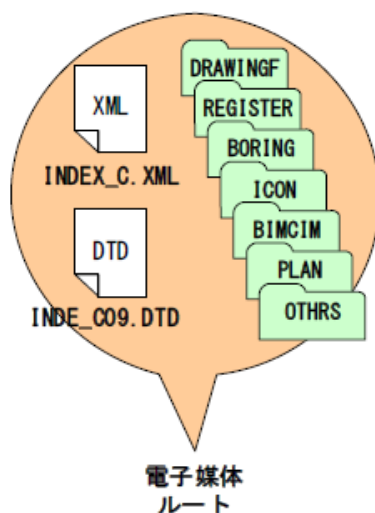 XML
INDEX_C.XML
DTD
INDE_C09.DTD
DRAWINGF
REGISTER
BORING
ICON
BIMCIM
PLAN
OTHRS
電子媒体
ルート